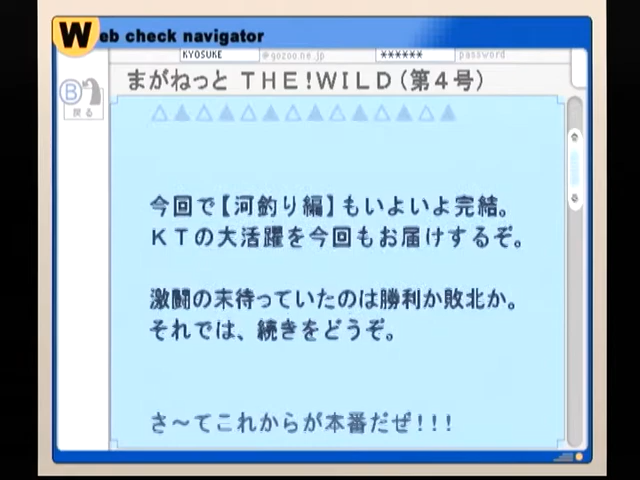 Web check navigator
KYOSUKE @gozoo.ne.jp ****** password
まがねっと THE!WILD（第４号）
B
戻る
△▲△▲△▲△▲△▲△▲△▲
今回で【河釣り編】もいよいよ完結。
ＫＴの大活躍を今回もお届けするぞ。
激闘の末待っていたのは勝利か敗北か。
それでは、続きをどうぞ。
さ～てこれからが本番だぜ！！！